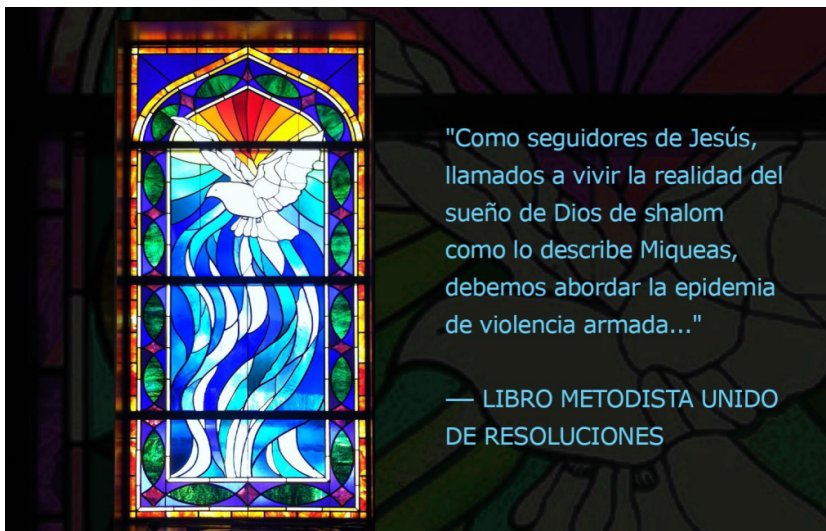 "Como seguidores de Jesús,
llamados a vivir la realidad del
sueño de Dios de shalom
como lo describe Miqueas,
debemos abordar la epidemia
de violencia armada..."
— LIBRO METODISTA UNIDO
DE RESOLUCIONES